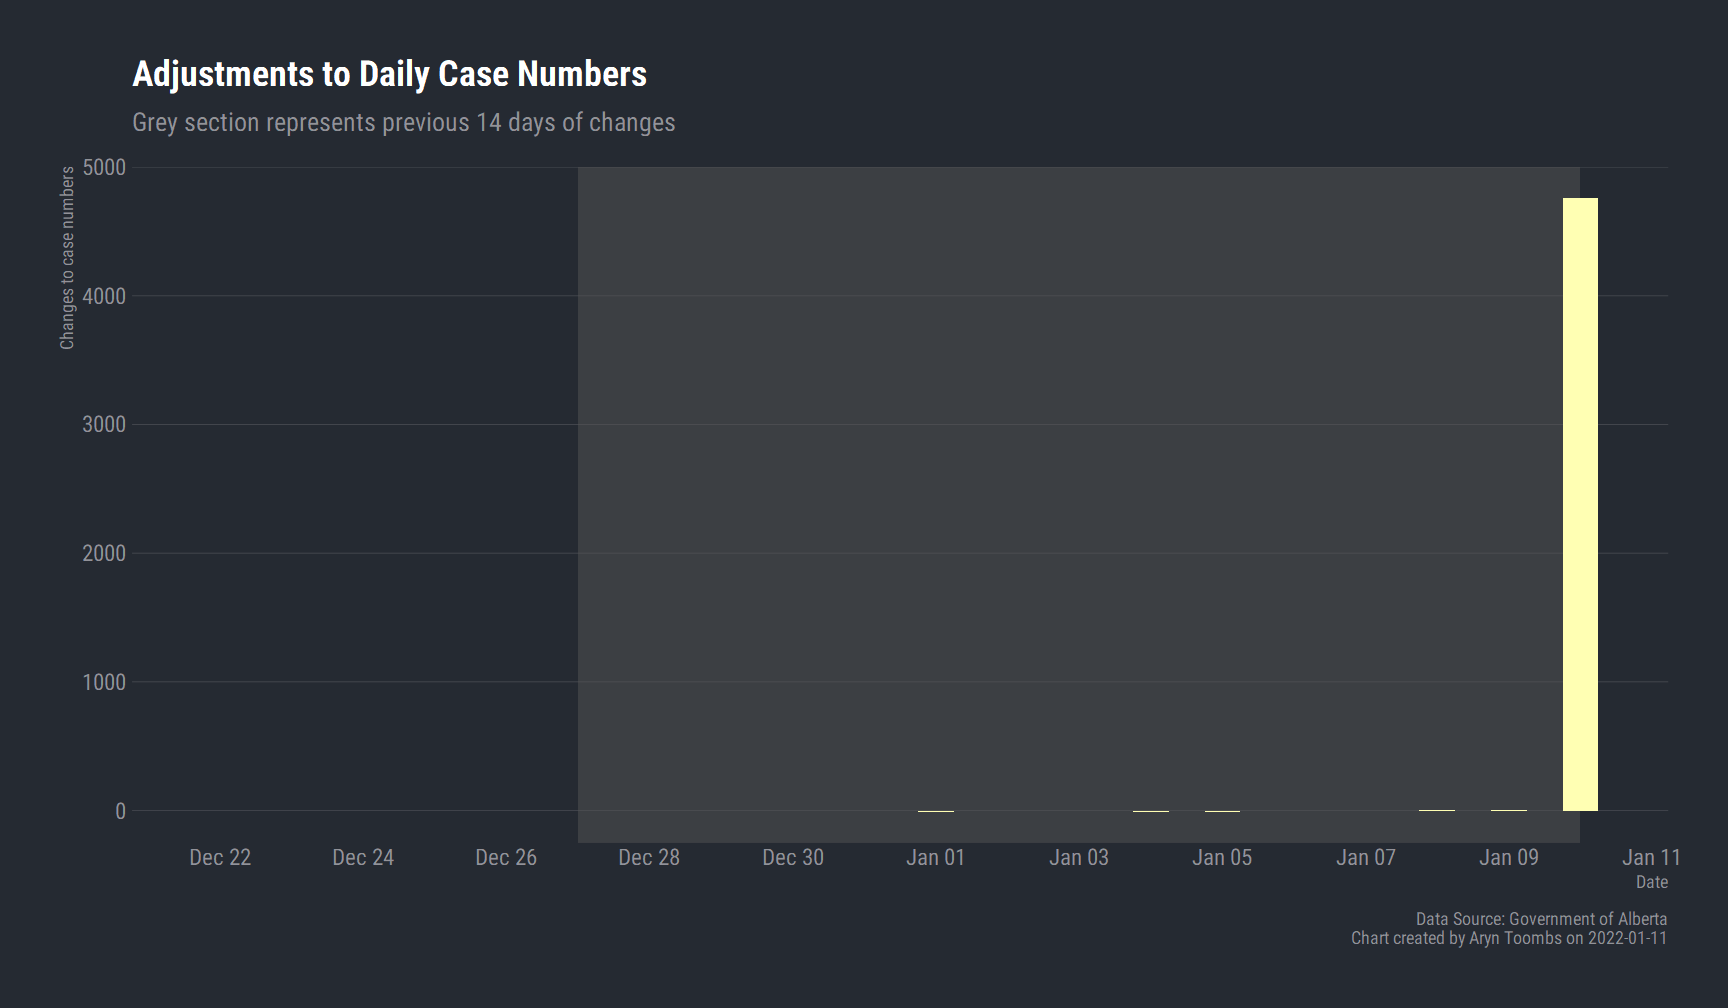 Adjustments to Daily Case Numbers
Grey section represents previous 14 days of changes
Changes to case numbers
5000
4000
3000
2000
1000
0
Dec 22 Dec 24 Dec 26 Dec 28 Dec 30 Jan 01 Jan 03 Jan 05 Jan 07 Jan 09 Jan 11
Date
Data Source: Government of Alberta
Chart created by Aryn Toombs on 2022-01-11